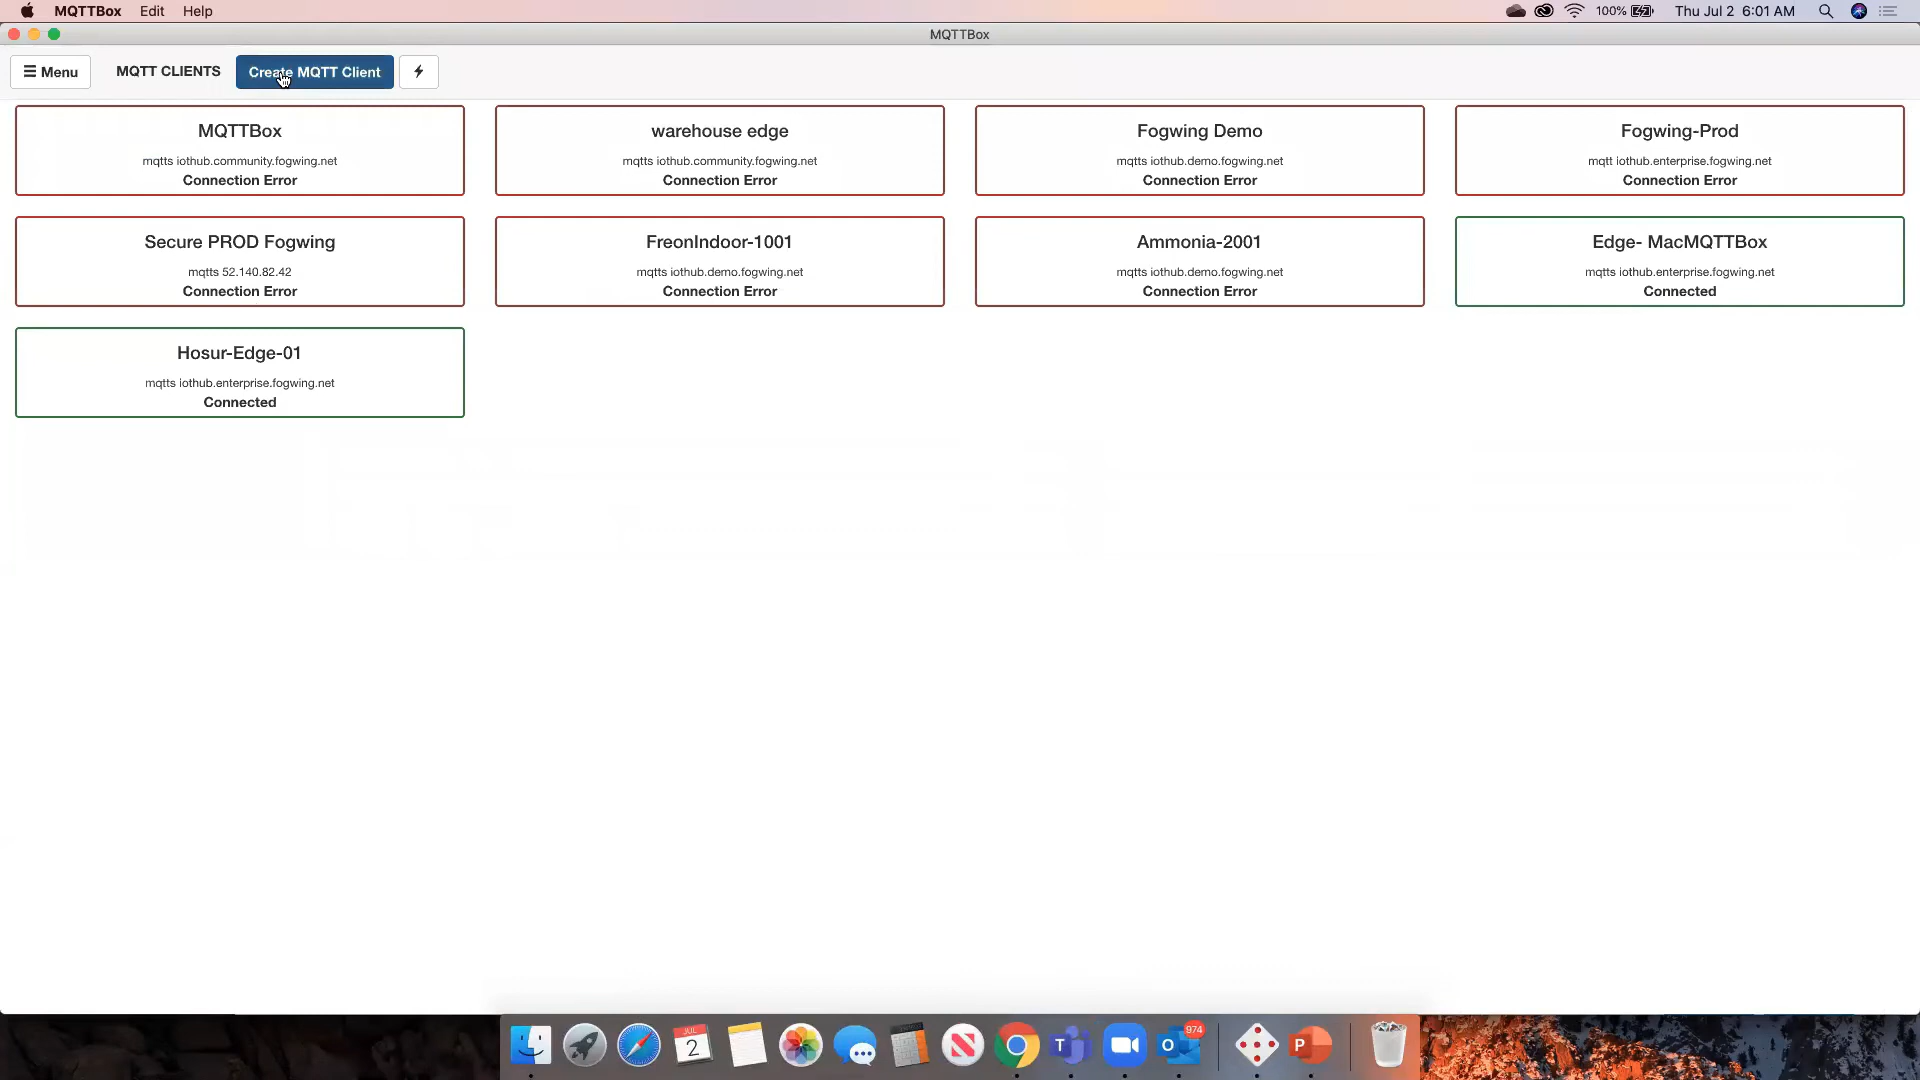 MQTTBox Edit Help 100% Thu Jul 2 6:01 AM
MQTTBox
Menu MQTT CLIENTS Create MQTT Client
MQTTBox
mqtts iothub.community.fogwing.net
Connection Error
warehouse edge
mqtts iothub.community.fogwing.net
Connection Error
Fogwing Demo
mqtts iothub.demo.fogwing.net
Connection Error
Fogwing-Prod
mqtt iothub.enterprise.fogwing.net
Connection Error
Secure PROD Fogwing
mqtts 52.140.82.42
Connection Error
FreonIndoor-1001
mqtts iothub.demo.fogwing.net
Connection Error
Ammonia-2001
mqtts iothub.demo.fogwing.net
Connection Error
Edge- MacMQTTBox
mqtts iothub.enterprise.fogwing.net
Connected
Hosur-Edge-01
mqtts iothub.enterprise.fogwing.net
Connected
JUL
2
T
O
974
P